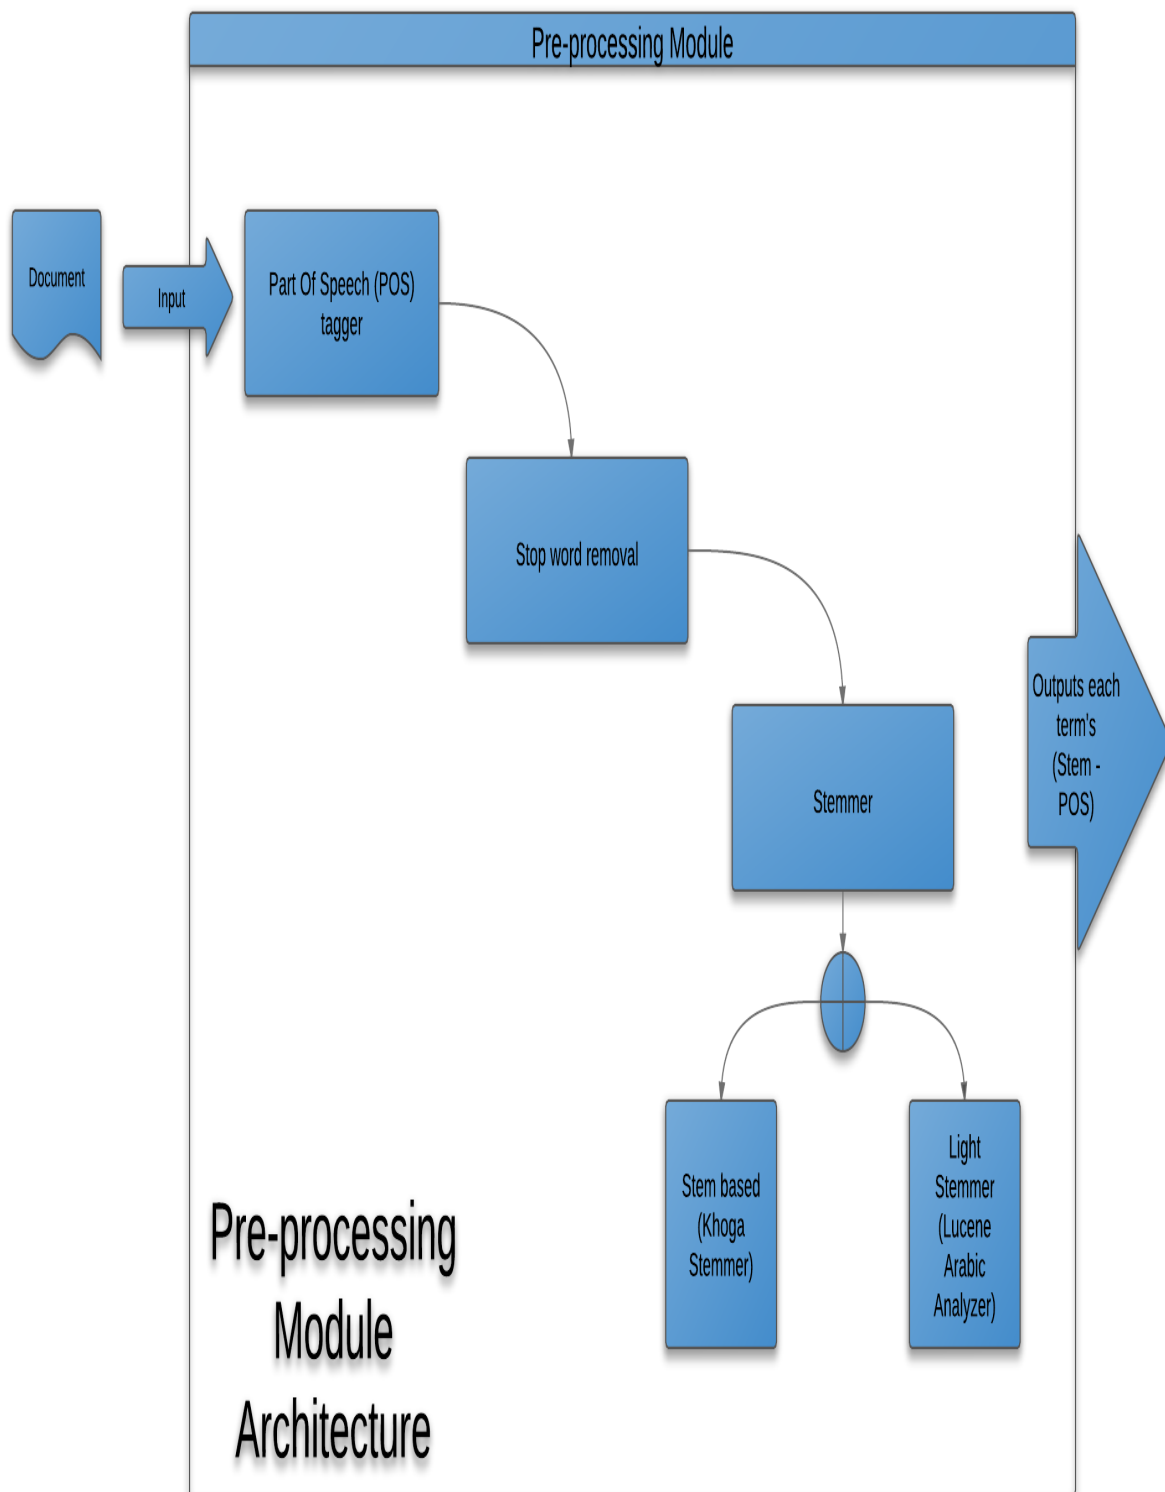 Pre-processing Module
Document
Input
Part Of Speech (POS)
tagger
Stop word removal
Outputs each
term's
(Stem -
POS)
Stemmer
Stem based
(Khoga
Stemmer)
Light
Stemmer
(Lucene
Arabic
Analyzer)
Pre-processing
Module
Architecture